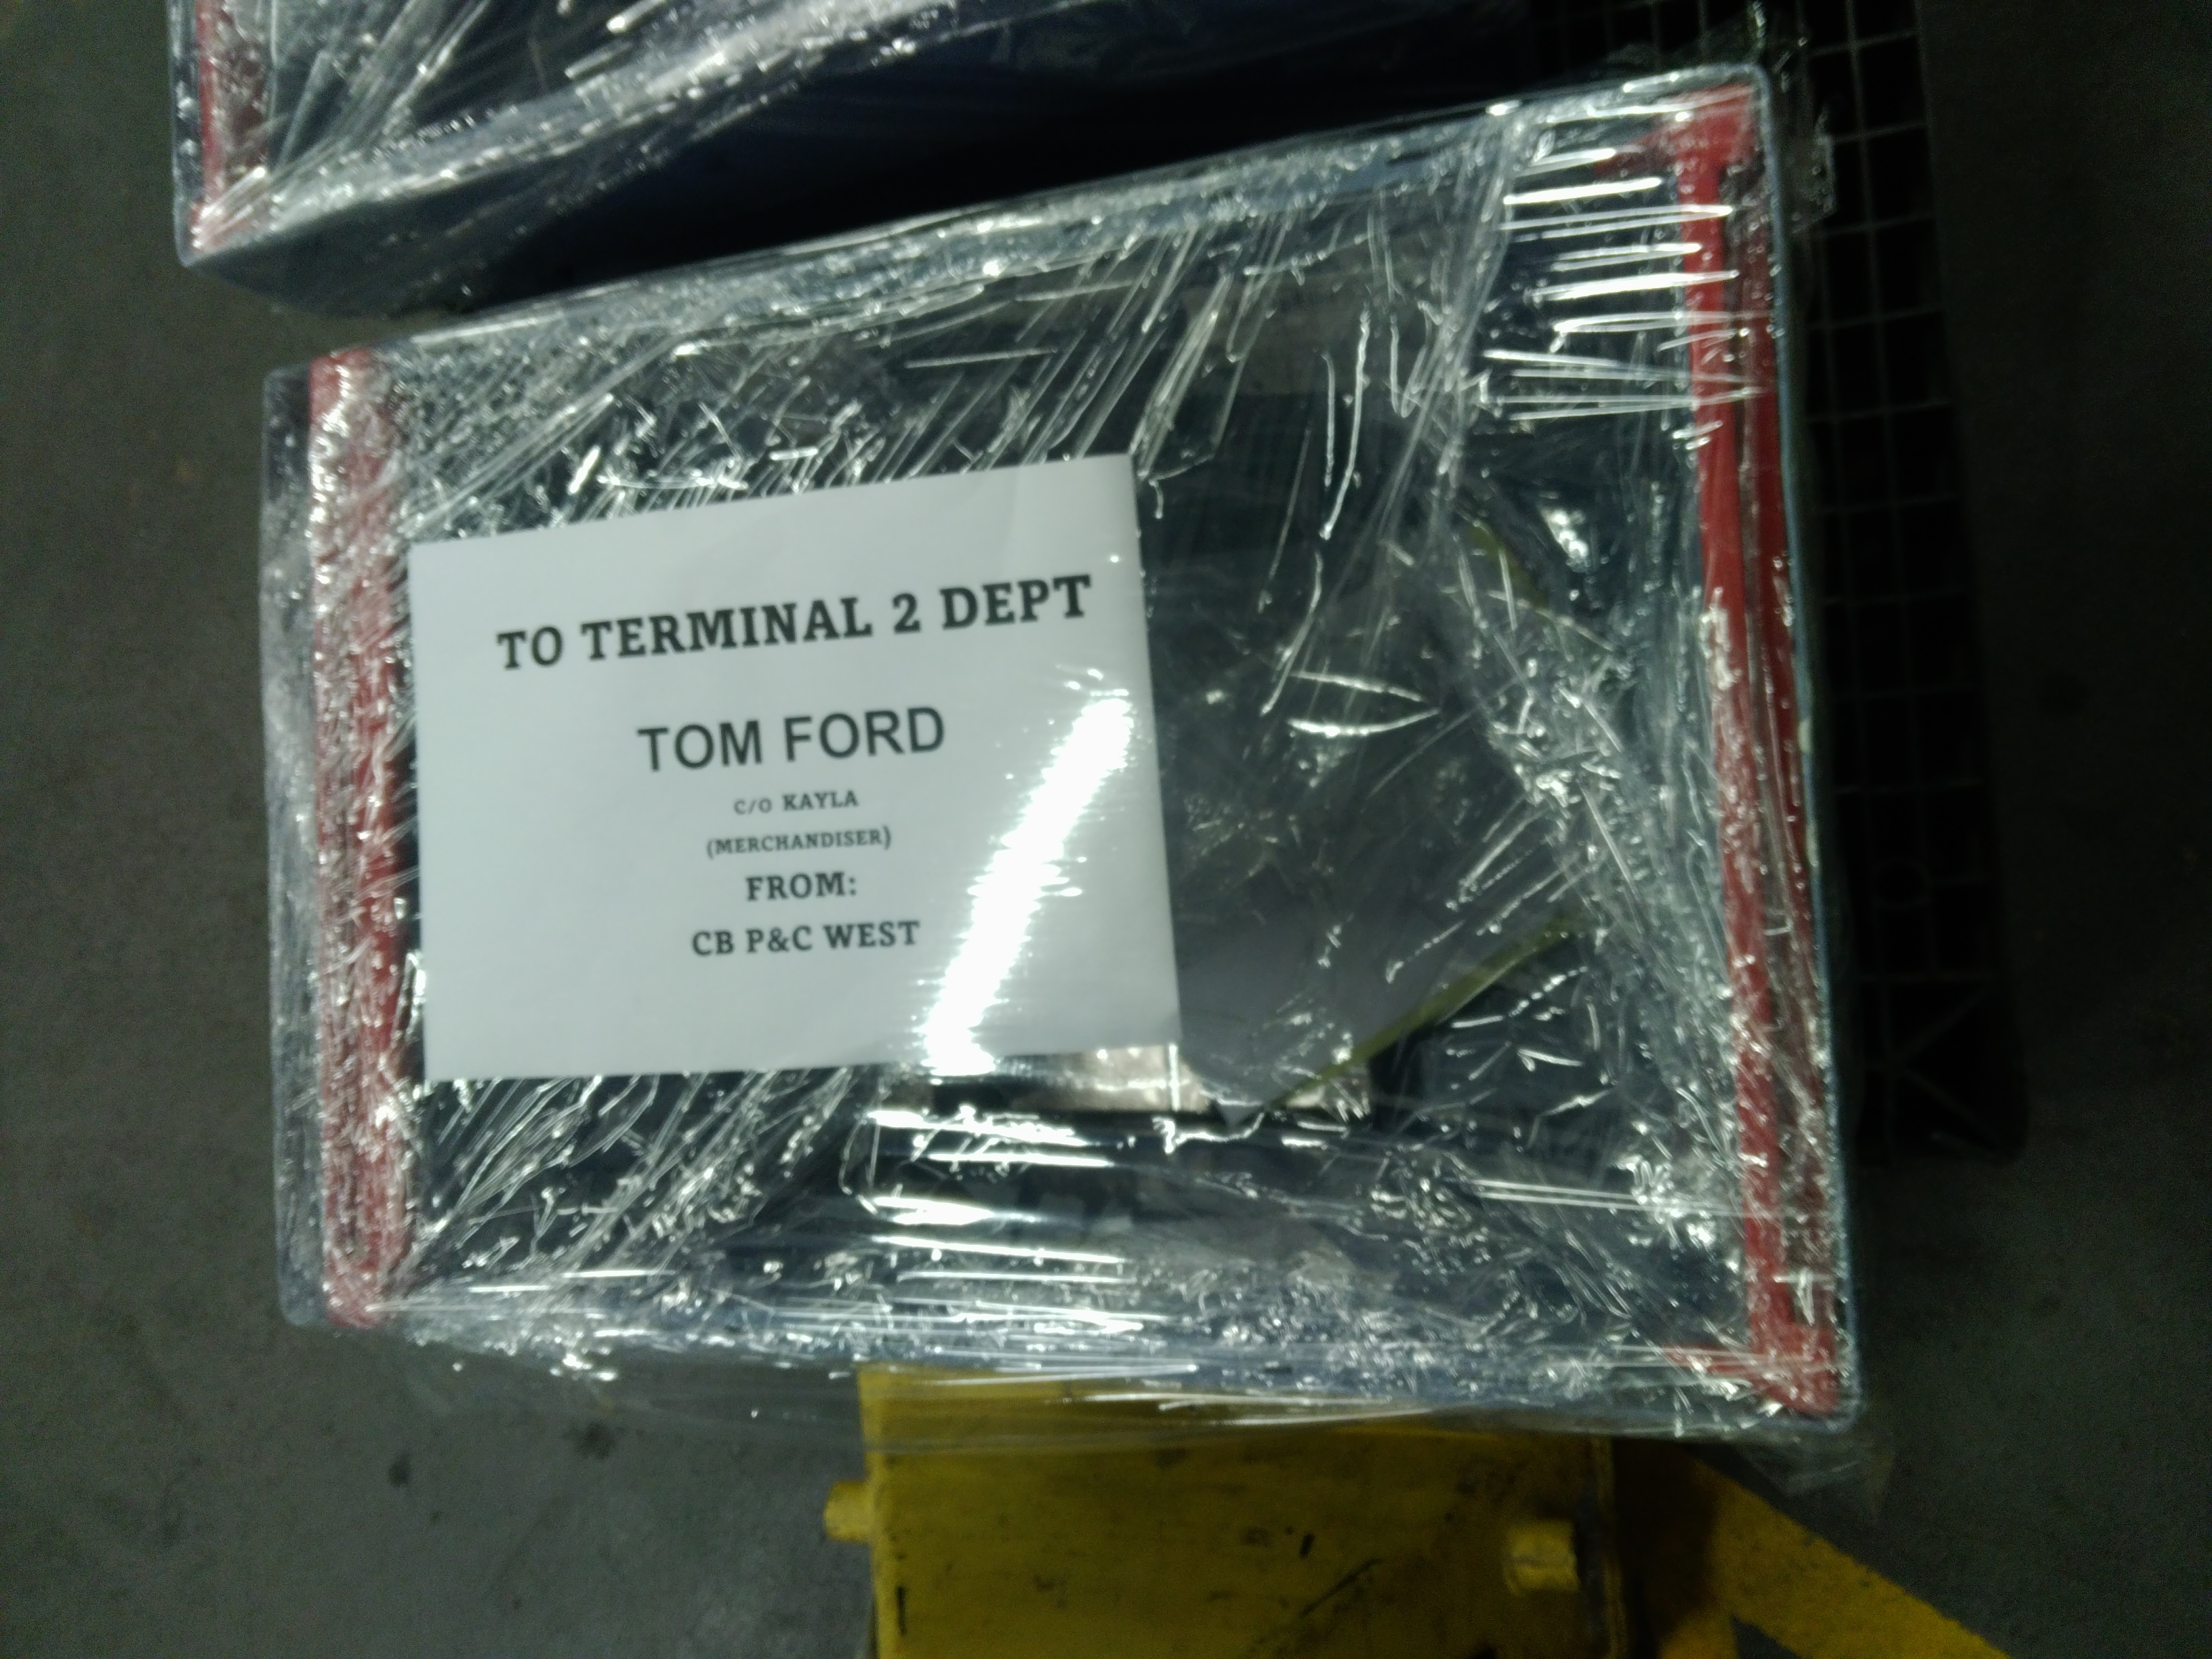 TO TERMINAL 2 DEPT
TOM FORD
C/O KAYLA
(MERCHANDISER)
FROM:
CB P&C WEST